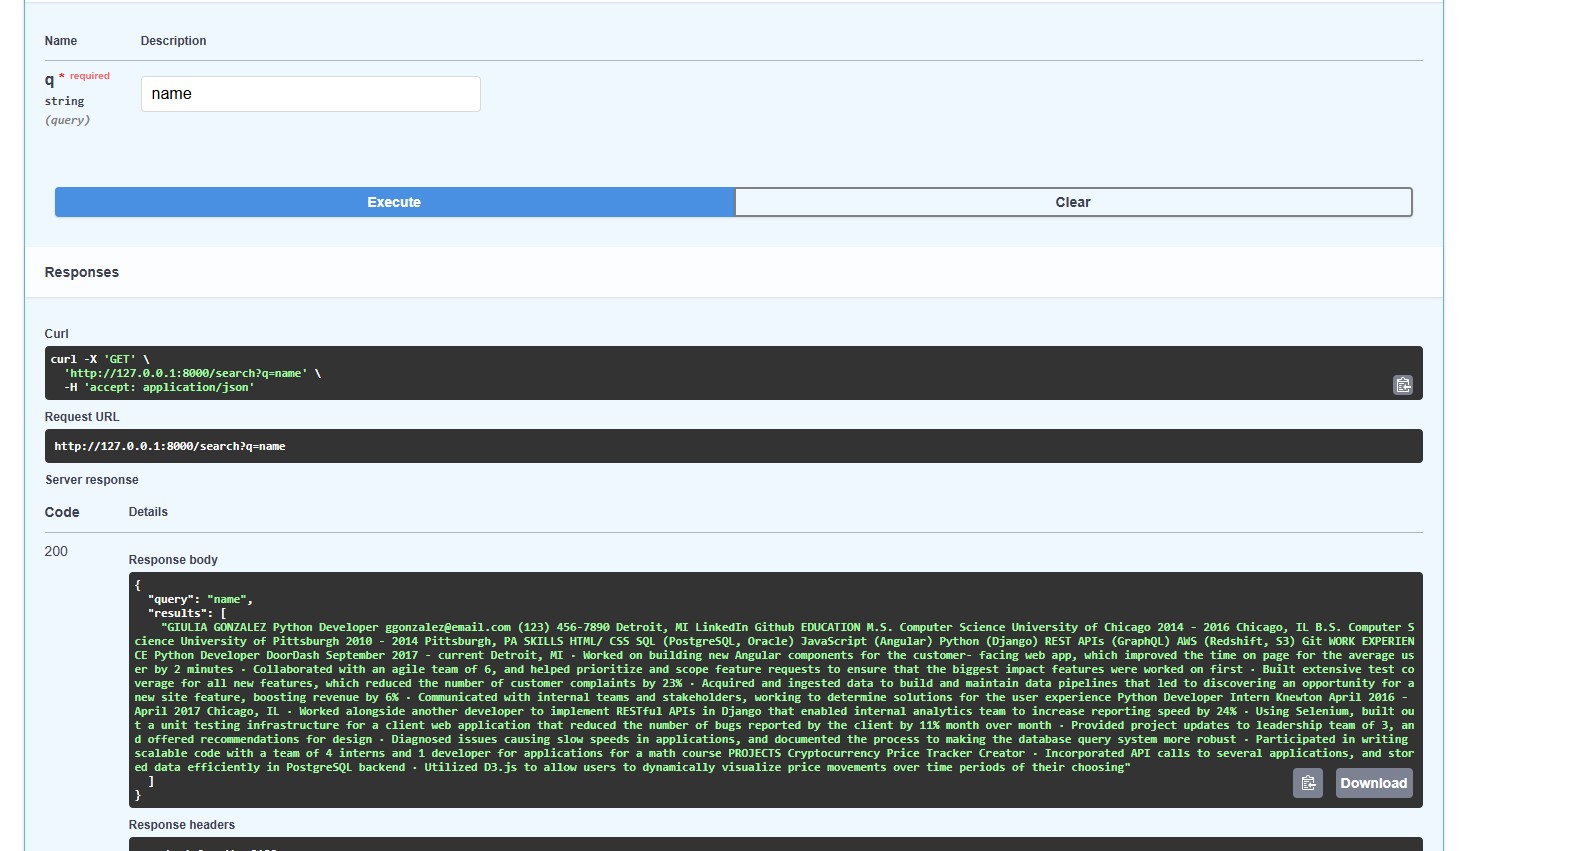 Name Description
q * required
string
(query)
name
Execute Clear
Responses
Curl
curl -X 'GET' \
'http://127.0.0.1:8000/search?q=name' \
-H 'accept: application/json'
Request URL
http://127.0.0.1:8000/search?q=name
Server response
Code Details
200
Response body
{
"query": "name",
"results": [
"GIULIA GONZALEZ Python Developer ggonzalez@email.com (123) 456-7890 Detroit, MI LinkedIn Github EDUCATION M.S. Computer Science University of Chicago 2014 - 2016 Chicago, IL B.S. Computer S
cience University of Pittsburgh 2010 - 2014 Pittsburgh, PA SKILLS HTML/ CSS SQL (PostgreSQL, Oracle) JavaScript (Angular) Python (Django) REST APIs (GraphQL) AWS (Redshift, S3) Git WORK EXPERIEN
CE Python Developer DoorDash September 2017 - current Detroit, MI · Worked on building new Angular components for the customer- facing web app, which improved the time on page for the average us
er by 2 minutes · Collaborated with an agile team of 6, and helped prioritize and scope feature requests to ensure that the biggest impact features were worked on first · Built extensive test co
verage for all new features, which reduced the number of customer complaints by 23% · Acquired and ingested data to build and maintain data pipelines that led to discovering an opportunity for a
new site feature, boosting revenue by 6% · Communicated with internal teams and stakeholders, working to determine solutions for the user experience Python Developer Intern Knewton April 2016 -
April 2017 Chicago, IL · Worked alongside another developer to implement RESTful APIs in Django that enabled internal analytics team to increase reporting speed by 24% · Using Selenium, built ou
t a unit testing infrastructure for a client web application that reduced the number of bugs reported by the client by 11% month over month · Provided project updates to leadership team of 3, an
d offered recommendations for design · Diagnosed issues causing slow speeds in applications, and documented the process to making the database query system more robust · Participated in writing
scalable code with a team of 4 interns and 1 developer for applications for a math course PROJECTS Cryptocurrency Price Tracker Creator · Incorporated API calls to several applications, and stor
ed data efficiently in PostgreSQL backend · Utilized D3.js to allow users to dynamically visualize price movements over time periods of their choosing"
]
}
Download
Response headers